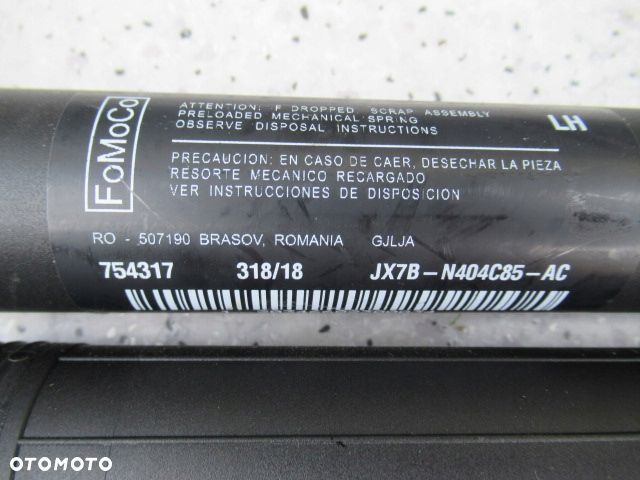 FoMoCo
ATTENTION: IF DROPPED, SCRAP ASSEMBLY
PRELOADED MECHANICAL SPRING
OBSERVE DISPOSAL INSTRUCTIONS
LH
PRECAUCION: EN CASO DE CAER, DESECHAR LA PIEZA
RESORTE MECANICO RECARGADO
VER INSTRUCCIONES DE DISPOSICION
RO - 507190 BRASOV, ROMANIA GJLJA
754317 318/18 JX7B-N404C85-AC
OTOMOTO